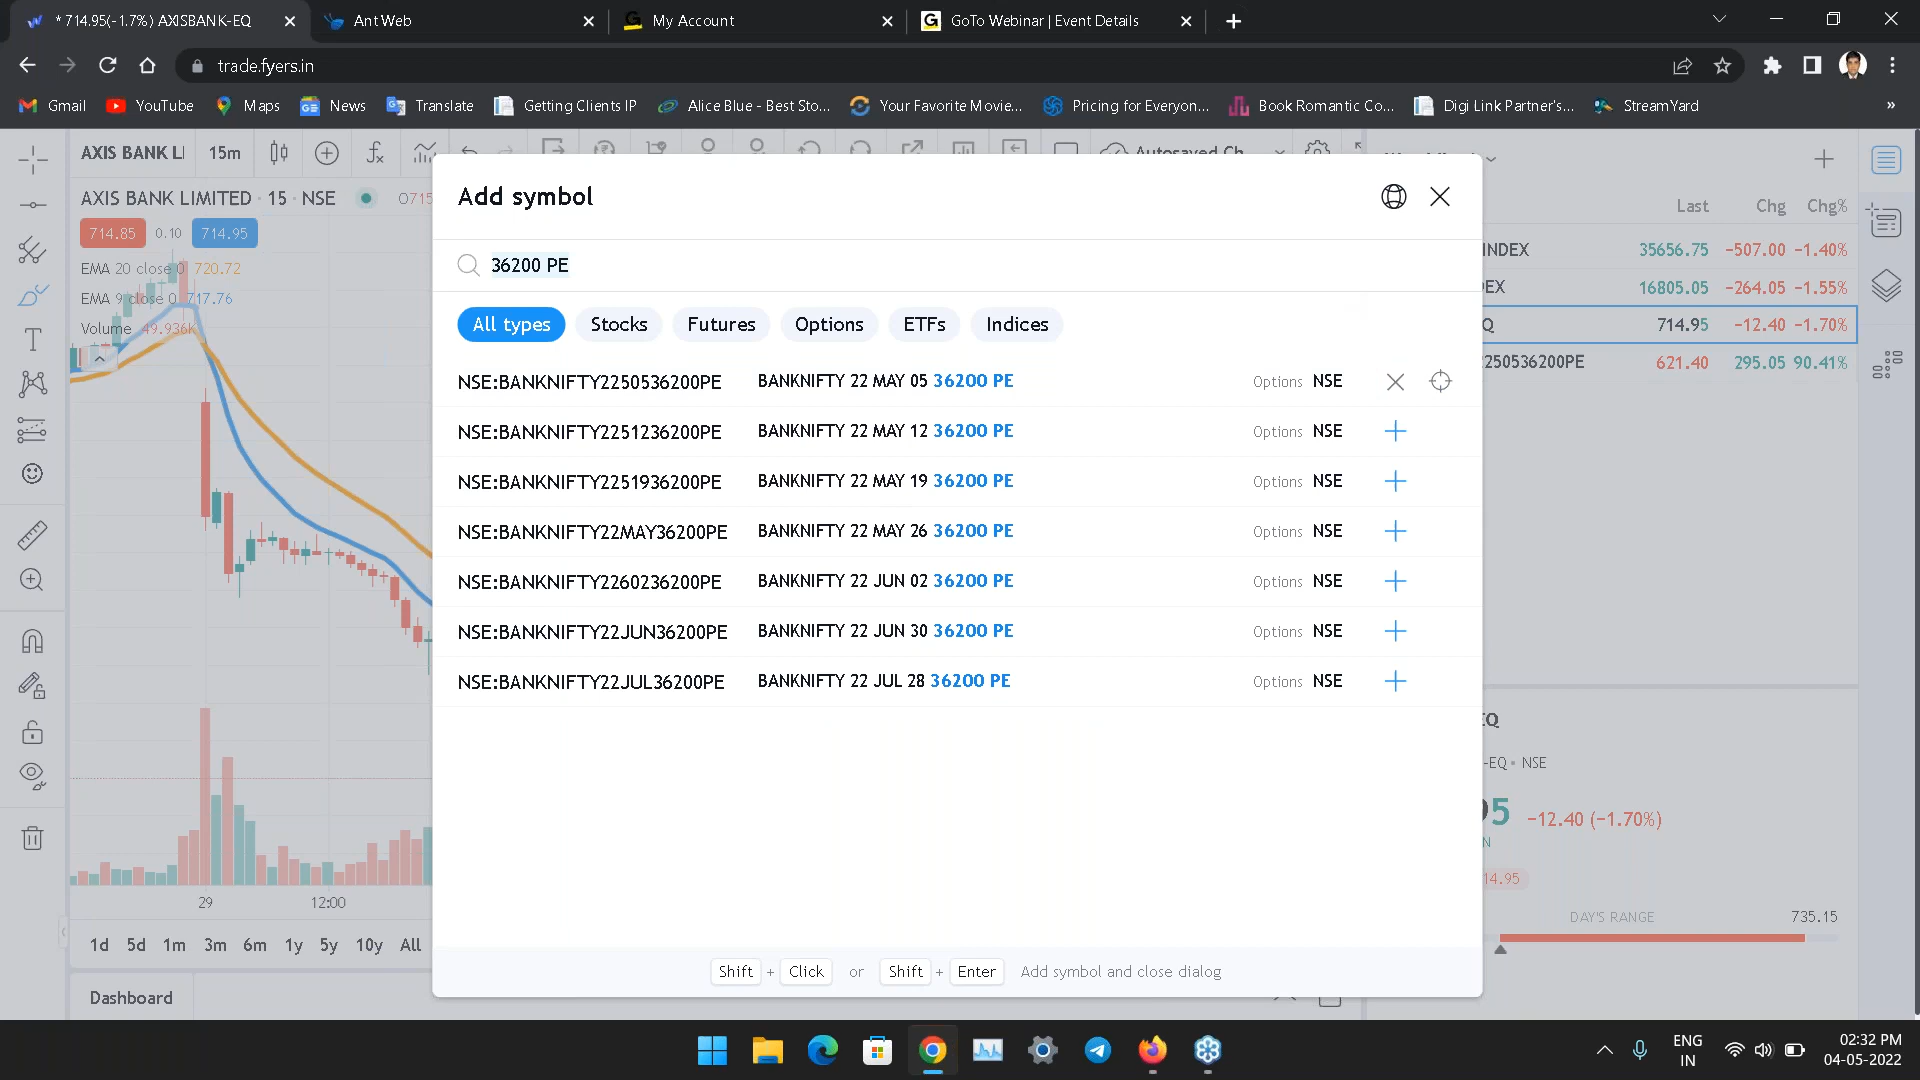 * 714.95(-1.7%) AXISBANK-EQ
Ant Web
My Account
GoTo Webinar | Event Details
trade.fyers.in
Gmail
YouTube
Maps
News
Translate
Getting Clients IP
Alice Blue - Best Sto...
Your Favorite Movie...
Pricing for Everyon...
Book Romantic Co...
Digi Link Partner's...
StreamYard
»
AXIS BANK LI
15m
Autosaved Ch
AXIS BANK LIMITED · 15 · NSE
O715
714.85
0.10
714.95
EMA 20 close 0 720.72
EMA 9 close 0 717.76
Volume 49.936K
29
12:00
1d 5d 1m 3m 6m 1y 5y 10y All
Dashboard
Add symbol
36200 PE
All types
Stocks
Futures
Options
ETFs
Indices
NSE:BANKNIFTY2250536200PE BANKNIFTY 22 MAY 05 36200 PE Options NSE
NSE:BANKNIFTY2251236200PE BANKNIFTY 22 MAY 12 36200 PE Options NSE
NSE:BANKNIFTY2251936200PE BANKNIFTY 22 MAY 19 36200 PE Options NSE
NSE:BANKNIFTY22MAY36200PE BANKNIFTY 22 MAY 26 36200 PE Options NSE
NSE:BANKNIFTY2260236200PE BANKNIFTY 22 JUN 02 36200 PE Options NSE
NSE:BANKNIFTY22JUN36200PE BANKNIFTY 22 JUN 30 36200 PE Options NSE
NSE:BANKNIFTY22JUL36200PE BANKNIFTY 22 JUL 28 36200 PE Options NSE
Shift + Click or Shift + Enter Add symbol and close dialog
Last Chg Chg%
INDEX 35656.75 −507.00 −1.40%
DEX 16805.05 −264.05 −1.55%
Q 714.95 −12.40 −1.70%
2250536200PE 621.40 295.05 90.41%
EQ
-EQ • NSE
95 −12.40 (−1.70%)
N
14.95
DAY'S RANGE
735.15
ENG
IN
02:32 PM
04-05-2022